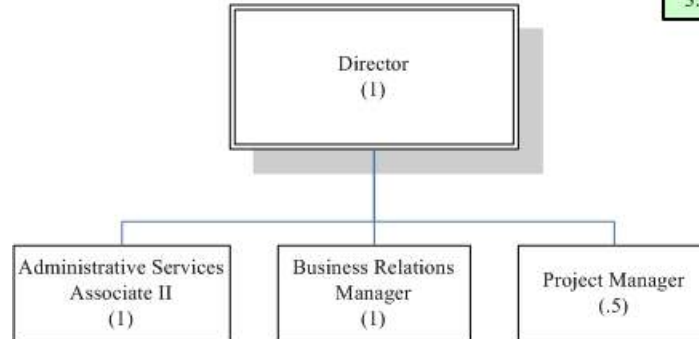 Director
(1)
Administrative Services
Associate II
(1)
Business Relations
Manager
(1)
Project Manager
(.5)